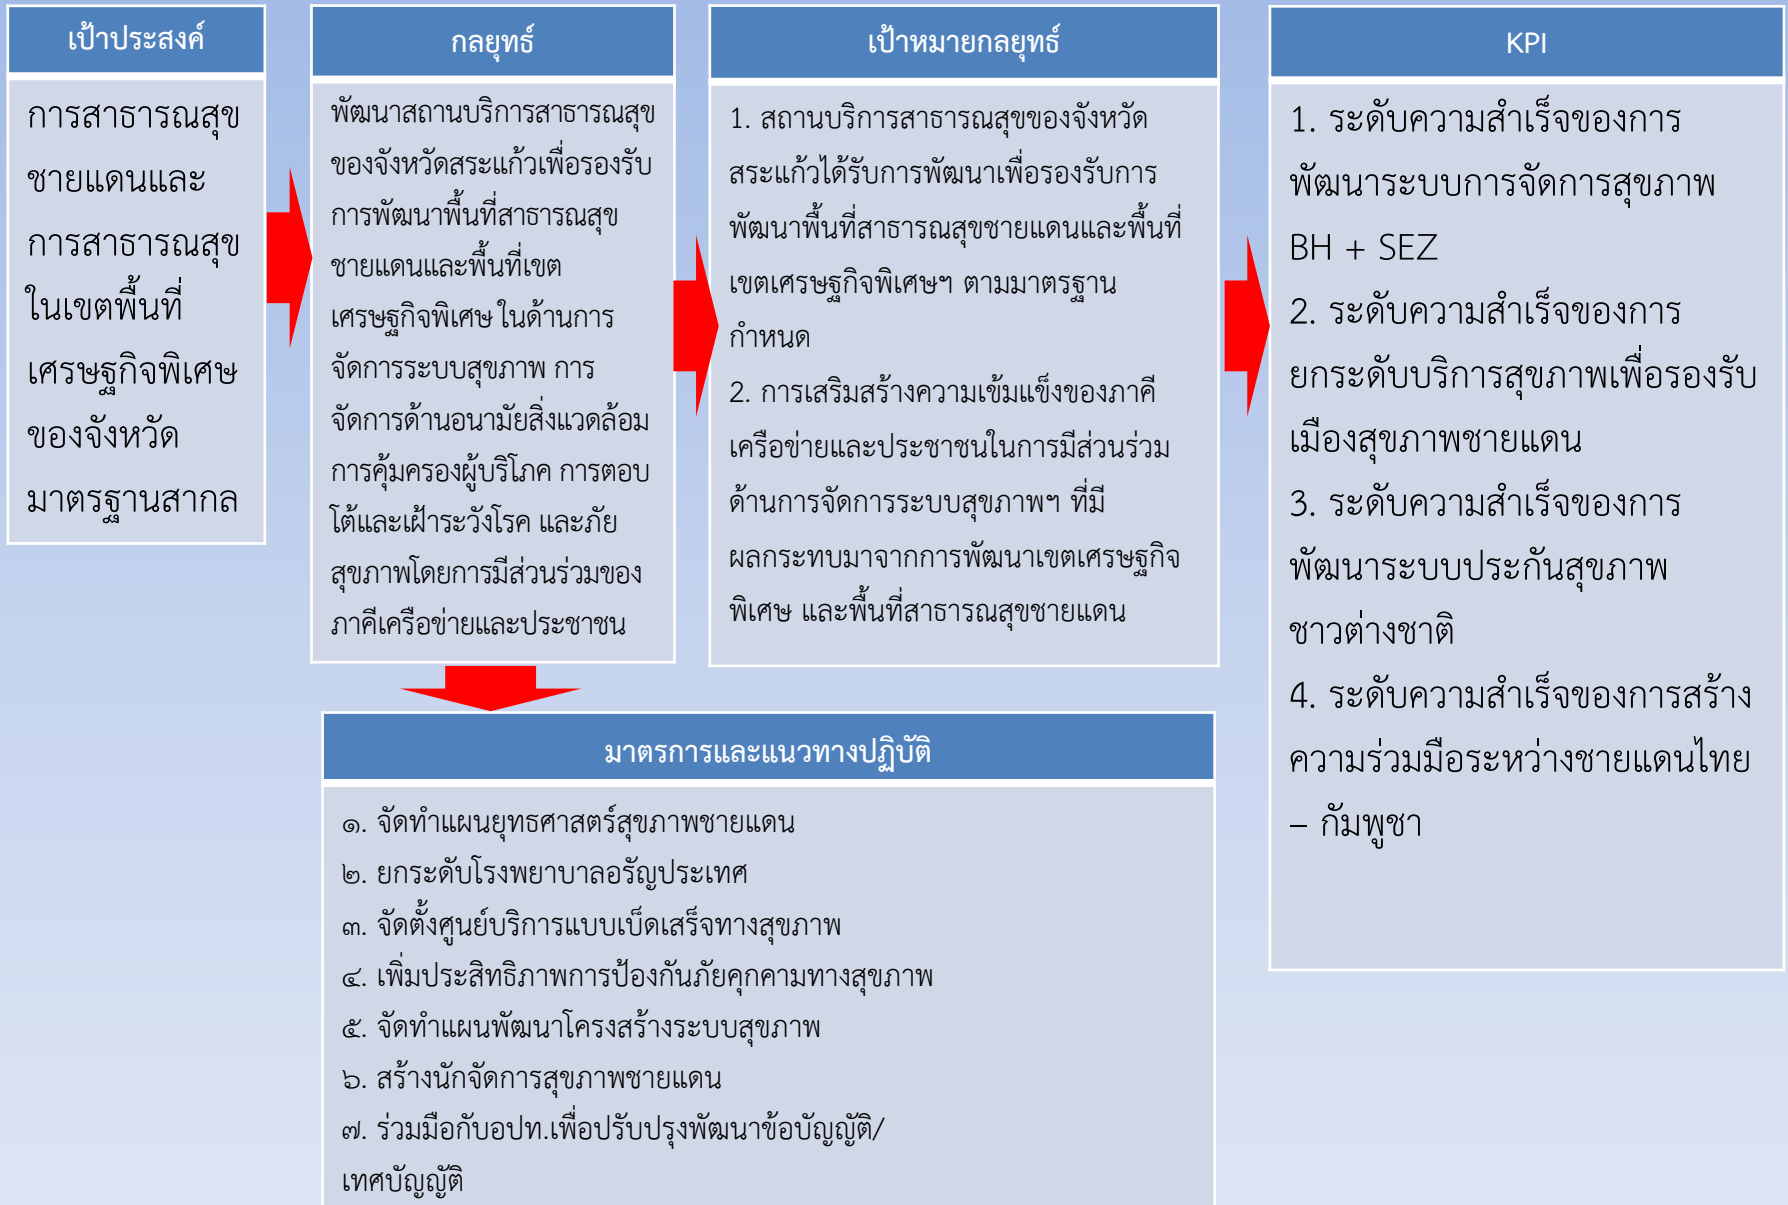 เป้าประสงค์
การสาธารณสุข
ชายแดนและ
การสาธารณสุข
ในเขตพื้นที่
เศรษฐกิจพิเศษ
ของจังหวัด
มาตรฐานสากล
กลยุทธ์
พัฒนาสถานบริการสาธารณสุข
ของจังหวัดสระแก้วเพื่อรองรับ
การพัฒนาพื้นที่สาธารณสุข
ชายแดนและพื้นที่เขต
เศรษฐกิจพิเศษ ในด้านการ
จัดการระบบสุขภาพ การ
จัดการด้านอนามัยสิ่งแวดล้อม
การคุ้มครองผู้บริโภค การตอบ
โต้และเฝ้าระวังโรค และภัย
สุขภาพโดยการมีส่วนร่วมของ
ภาคีเครือข่ายและประชาชน
เป้าหมายกลยุทธ์
1. สถานบริการสาธารณสุขของจังหวัด
สระแก้วได้รับการพัฒนาเพื่อรองรับการ
พัฒนาพื้นที่สาธารณสุขชายแดนและพื้นที่
เขตเศรษฐกิจพิเศษฯ ตามมาตรฐาน
กำหนด
2. การเสริมสร้างความเข้มแข็งของภาคี
เครือข่ายและประชาชนในการมีส่วนร่วม
ด้านการจัดการระบบสุขภาพฯ ที่มี
ผลกระทบมาจากการพัฒนาเขตเศรษฐกิจ
พิเศษ และพื้นที่สาธารณสุขชายแดน
KPI
1. ระดับความสำเร็จของการ
พัฒนาระบบการจัดการสุขภาพ
BH + SEZ
2. ระดับความสำเร็จของการ
ยกระดับบริการสุขภาพเพื่อรองรับ
เมืองสุขภาพชายแดน
3. ระดับความสำเร็จของการ
พัฒนาระบบประกันสุขภาพ
ชาวต่างชาติ
4. ระดับความสำเร็จของการสร้าง
ความร่วมมือระหว่างชายแดนไทย
– กัมพูชา
มาตรการและแนวทางปฏิบัติ
๑. จัดทำแผนยุทธศาสตร์สุขภาพชายแดน
๒. ยกระดับโรงพยาบาลอรัญประเทศ
๓. จัดตั้งศูนย์บริการแบบเบ็ดเสร็จทางสุขภาพ
๔. เพิ่มประสิทธิภาพการป้องกันภัยคุกคามทางสุขภาพ
๕. จัดทำแผนพัฒนาโครงสร้างระบบสุขภาพ
๖. สร้างนักจัดการสุขภาพชายแดน
๗. ร่วมมือกับอปท.เพื่อปรับปรุงพัฒนาข้อบัญญัติ/
เทศบัญญัติ